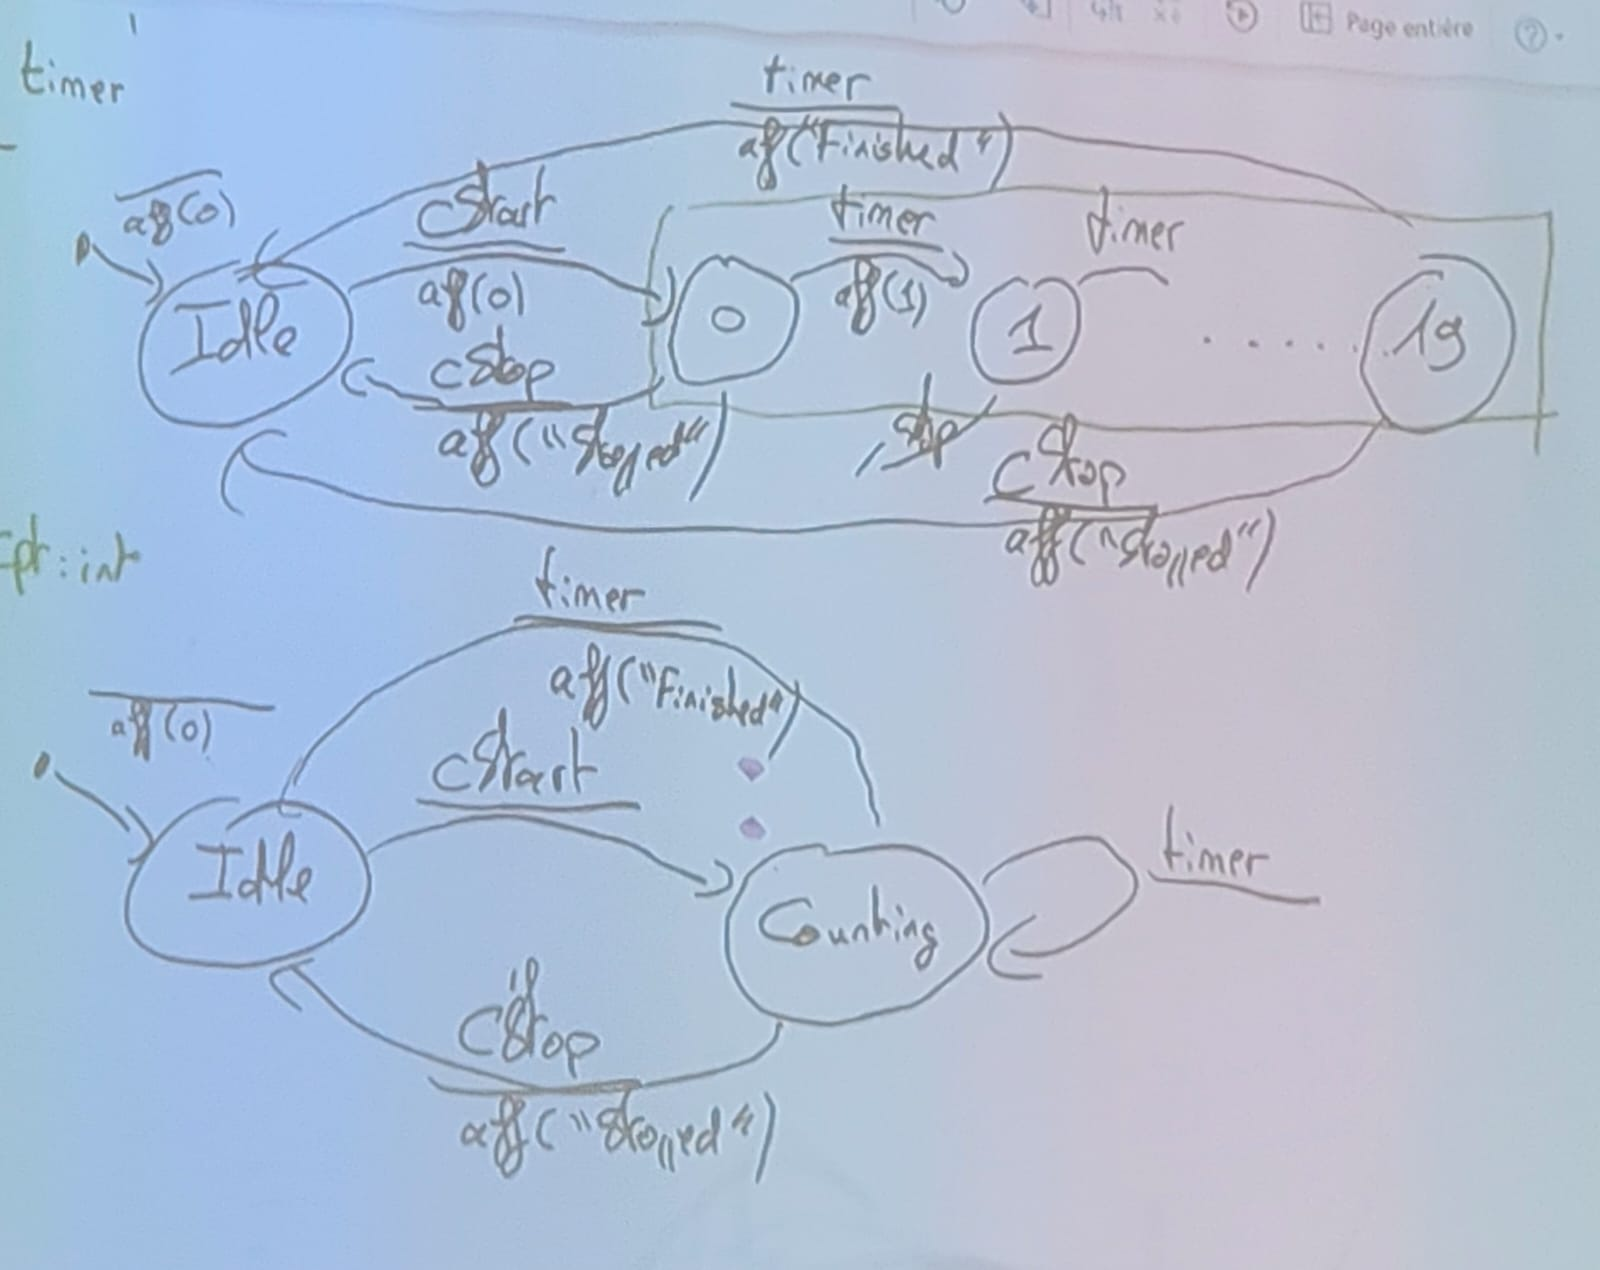 Page entière
timer
timer
aff("Finished")
aff(0)
cStart
timer
timer
aff(0)
aff(1)
Idle
0
1
.......
19
cStop
aff("Stopped")
stop
cStop
aff("Stopped")
cpt: int
timer
aff("Finished")
aff(0)
cStart
timer
Idle
Counting
cStop
aff("Stopped")